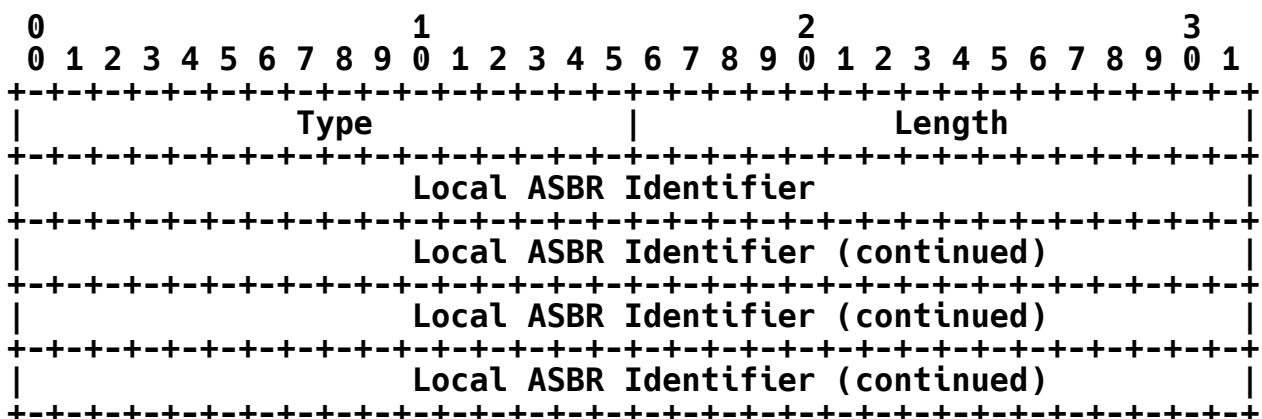 0                   1                   2                   3
 0 1 2 3 4 5 6 7 8 9 0 1 2 3 4 5 6 7 8 9 0 1 2 3 4 5 6 7 8 9 0 1
+-+-+-+-+-+-+-+-+-+-+-+-+-+-+-+-+-+-+-+-+-+-+-+-+-+-+-+-+-+-+-+-+
|              Type             |             Length            |
+-+-+-+-+-+-+-+-+-+-+-+-+-+-+-+-+-+-+-+-+-+-+-+-+-+-+-+-+-+-+-+-+
|                    Local ASBR Identifier                      |
+-+-+-+-+-+-+-+-+-+-+-+-+-+-+-+-+-+-+-+-+-+-+-+-+-+-+-+-+-+-+-+-+
|                    Local ASBR Identifier (continued)          |
+-+-+-+-+-+-+-+-+-+-+-+-+-+-+-+-+-+-+-+-+-+-+-+-+-+-+-+-+-+-+-+-+
|                    Local ASBR Identifier (continued)          |
+-+-+-+-+-+-+-+-+-+-+-+-+-+-+-+-+-+-+-+-+-+-+-+-+-+-+-+-+-+-+-+-+
|                    Local ASBR Identifier (continued)          |
+-+-+-+-+-+-+-+-+-+-+-+-+-+-+-+-+-+-+-+-+-+-+-+-+-+-+-+-+-+-+-+-+